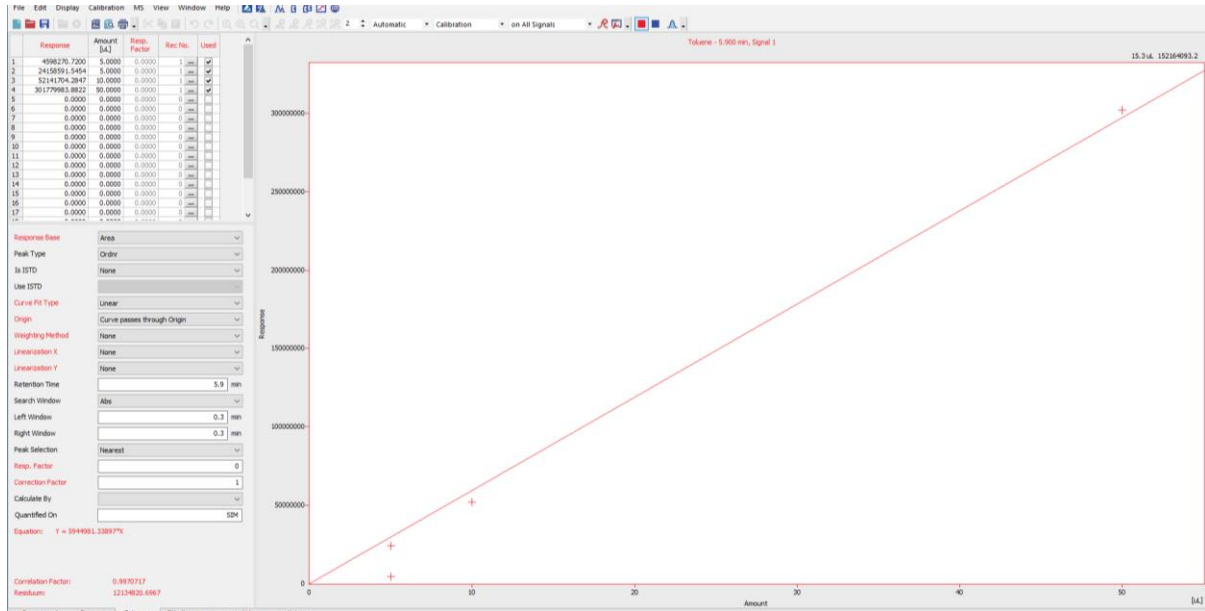 File Edit Display Calibration MS View Window Help
2 Automatic Calibration on All Signals
Response Amount [uL] Resp. Factor Rec No. Used
1 4598270.7200 5.0000 0.0000 1 ...
2 24158591.5454 5.0000 0.0000 1 ...
3 52141704.2847 10.0000 0.0000 1 ...
4 301779983.8822 50.0000 0.0000 1 ...
5 0.0000 0.0000 0.0000 0 ...
6 0.0000 0.0000 0.0000 0 ...
7 0.0000 0.0000 0.0000 0 ...
8 0.0000 0.0000 0.0000 0 ...
9 0.0000 0.0000 0.0000 0 ...
10 0.0000 0.0000 0.0000 0 ...
11 0.0000 0.0000 0.0000 0 ...
12 0.0000 0.0000 0.0000 0 ...
13 0.0000 0.0000 0.0000 0 ...
14 0.0000 0.0000 0.0000 0 ...
15 0.0000 0.0000 0.0000 0 ...
16 0.0000 0.0000 0.0000 0 ...
17 0.0000 0.0000 0.0000 0 ...
Response Base Area
Peak Type Ordnr
Is ISTD None
Use ISTD
Curve Fit Type Linear
Origin Curve passes through Origin
Weighting Method None
Linearization X None
Linearization Y None
Retention Time 5.9 min
Search Window Abs
Left Window 0.3 min
Right Window 0.3 min
Peak Selection Nearest
Resp. Factor 0
Correction Factor 1
Calculate By
Quantified On SIM
Equation: Y = 5944981.33897*X
Correlation Factor: 0.9970717
Residuum: 12134820.6967
Toluene - 5.900 min, Signal 1
15.3 uL 152164093.2
300000000
250000000
200000000
150000000
100000000
50000000
0
Response
0 10 20 30 40 50
Amount
[uL]